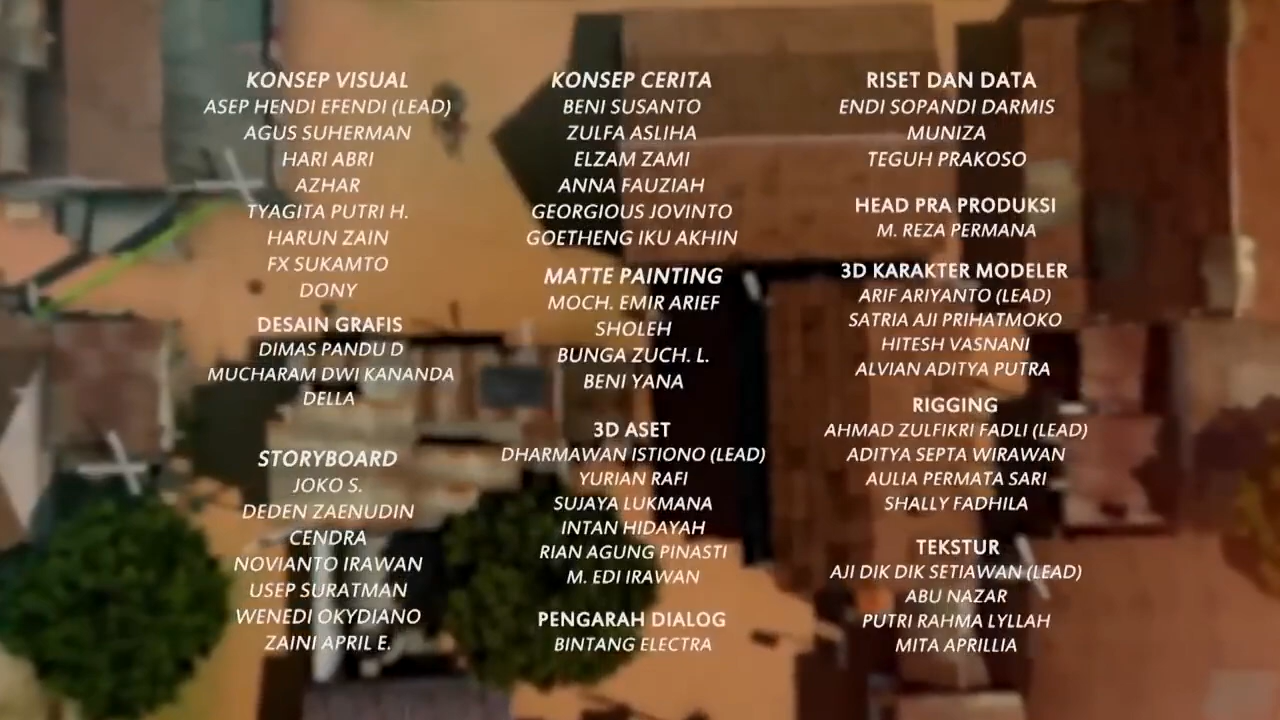 KONSEP VISUAL
ASEP HENDI EFENDI (LEAD)
AGUS SUHERMAN
HARI ABRI
AZHAR
TYAGITA PUTRI H.
HARUN ZAIN
FX SUKAMTO
DONY
DESAIN GRAFIS
DIMAS PANDU D
MUCHARAM DWI KANANDA
DELLA
STORYBOARD
JOKO S.
DEDEN ZAENUDIN
CENDRA
NOVIANTO IRAWAN
USEP SURATMAN
WENEDI OKYDIANO
ZAINI APRIL E.
KONSEP CERITA
BENI SUSANTO
ZULFA ASLIHA
ELZAM ZAMI
ANNA FAUZIAH
GEORGIOUS JOVINTO
GOETHENG IKU AKHIN
MATTE PAINTING
MOCH. EMIR ARIEF
SHOLEH
BUNGA ZUCH. L.
BENI YANA
3D ASET
DHARMAWAN ISTIONO (LEAD)
YURIAN RAFI
SUJAYA LUKMANA
INTAN HIDAYAH
RIAN AGUNG PINASTI
M. EDI IRAWAN
PENGARAH DIALOG
BINTANG ELECTRA
RISET DAN DATA
ENDI SOPANDI DARMIS
MUNIZA
TEGUH PRAKOSO
HEAD PRA PRODUKSI
M. REZA PERMANA
3D KARAKTER MODELER
ARIF ARIYANTO (LEAD)
SATRIA AJI PRIHATMOKO
HITESH VASNANI
ALVIAN ADITYA PUTRA
RIGGING
AHMAD ZULFIKRI FADLI (LEAD)
ADITYA SEPTA WIRAWAN
AULIA PERMATA SARI
SHALLY FADHILA
TEKSTUR
AJI DIK DIK SETIAWAN (LEAD)
ABU NAZAR
PUTRI RAHMA LYLLAH
MITA APRILLIA